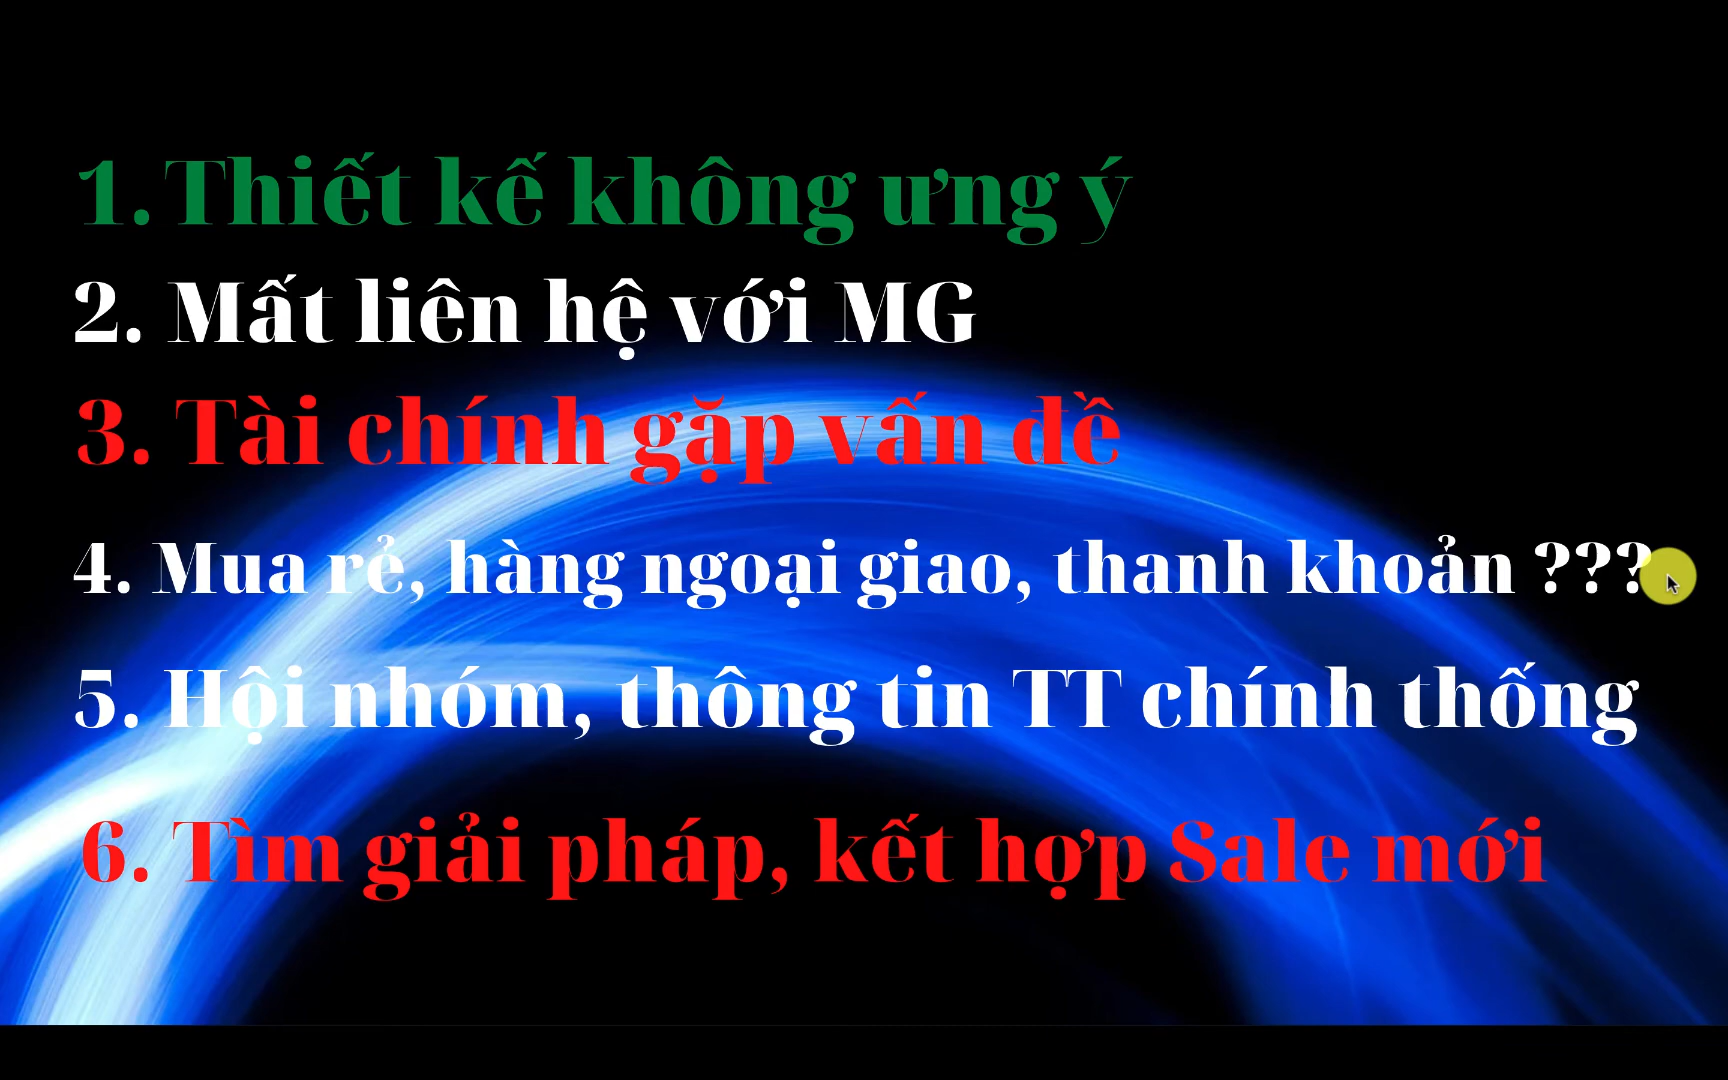 1. Thiết kế không ưng ý
2. Mất liên hệ với MG
3. Tài chính gặp vấn đề
4. Mua rẻ, hàng ngoại giao, thanh khoản ???
5. Hội nhóm, thông tin TT chính thống
6. Tìm giải pháp, kết hợp Sale mới